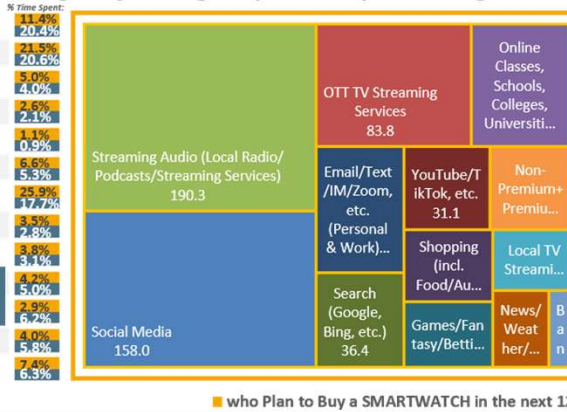 % Time Spent:
11.4%
20.4%
21.5%
20.6%
5.0%
4.0%
2.6%
2.1%
1.1%
0.9%
6.6%
5.3%
25.9%
17.7%
3.5%
2.8%
3.8%
3.1%
4.2%
5.0%
2.9%
6.2%
4.0%
5.8%
7.4%
6.3%
Streaming Audio (Local Radio/
Podcasts/Streaming Services)
190.3
Social Media
158.0
OTT TV Streaming
Services
83.8
Online
Classes,
Schools,
Colleges,
Universiti...
Email/Text
/IM/Zoom,
etc.
(Personal
& Work)...
YouTube/T
ikTok, etc.
31.1
Non-
Premium+
Premiu...
Shopping
(incl.
Food/Au...
Local TV
Streami...
Search
(Google,
Bing, etc.)
36.4
Games/Fan
tasy/Betti...
News/
Weat
her/...
B
a
n
who Plan to Buy a SMARTWATCH in the next 12